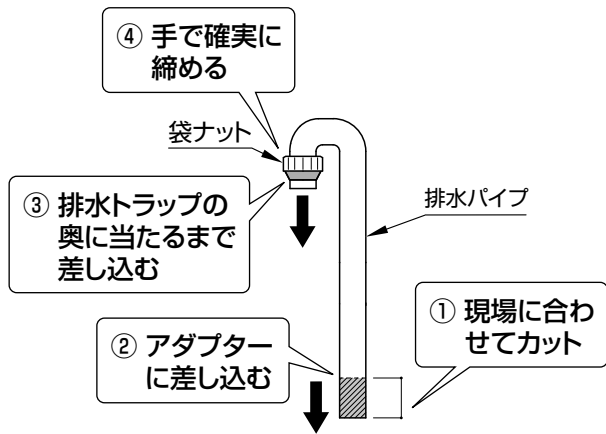 ④ 手で確実に
締める
袋ナット
③ 排水トラップの
奥に当たるまで
差し込む
排水パイプ
① 現場に合わ
せてカット
② アダプター
に差し込む